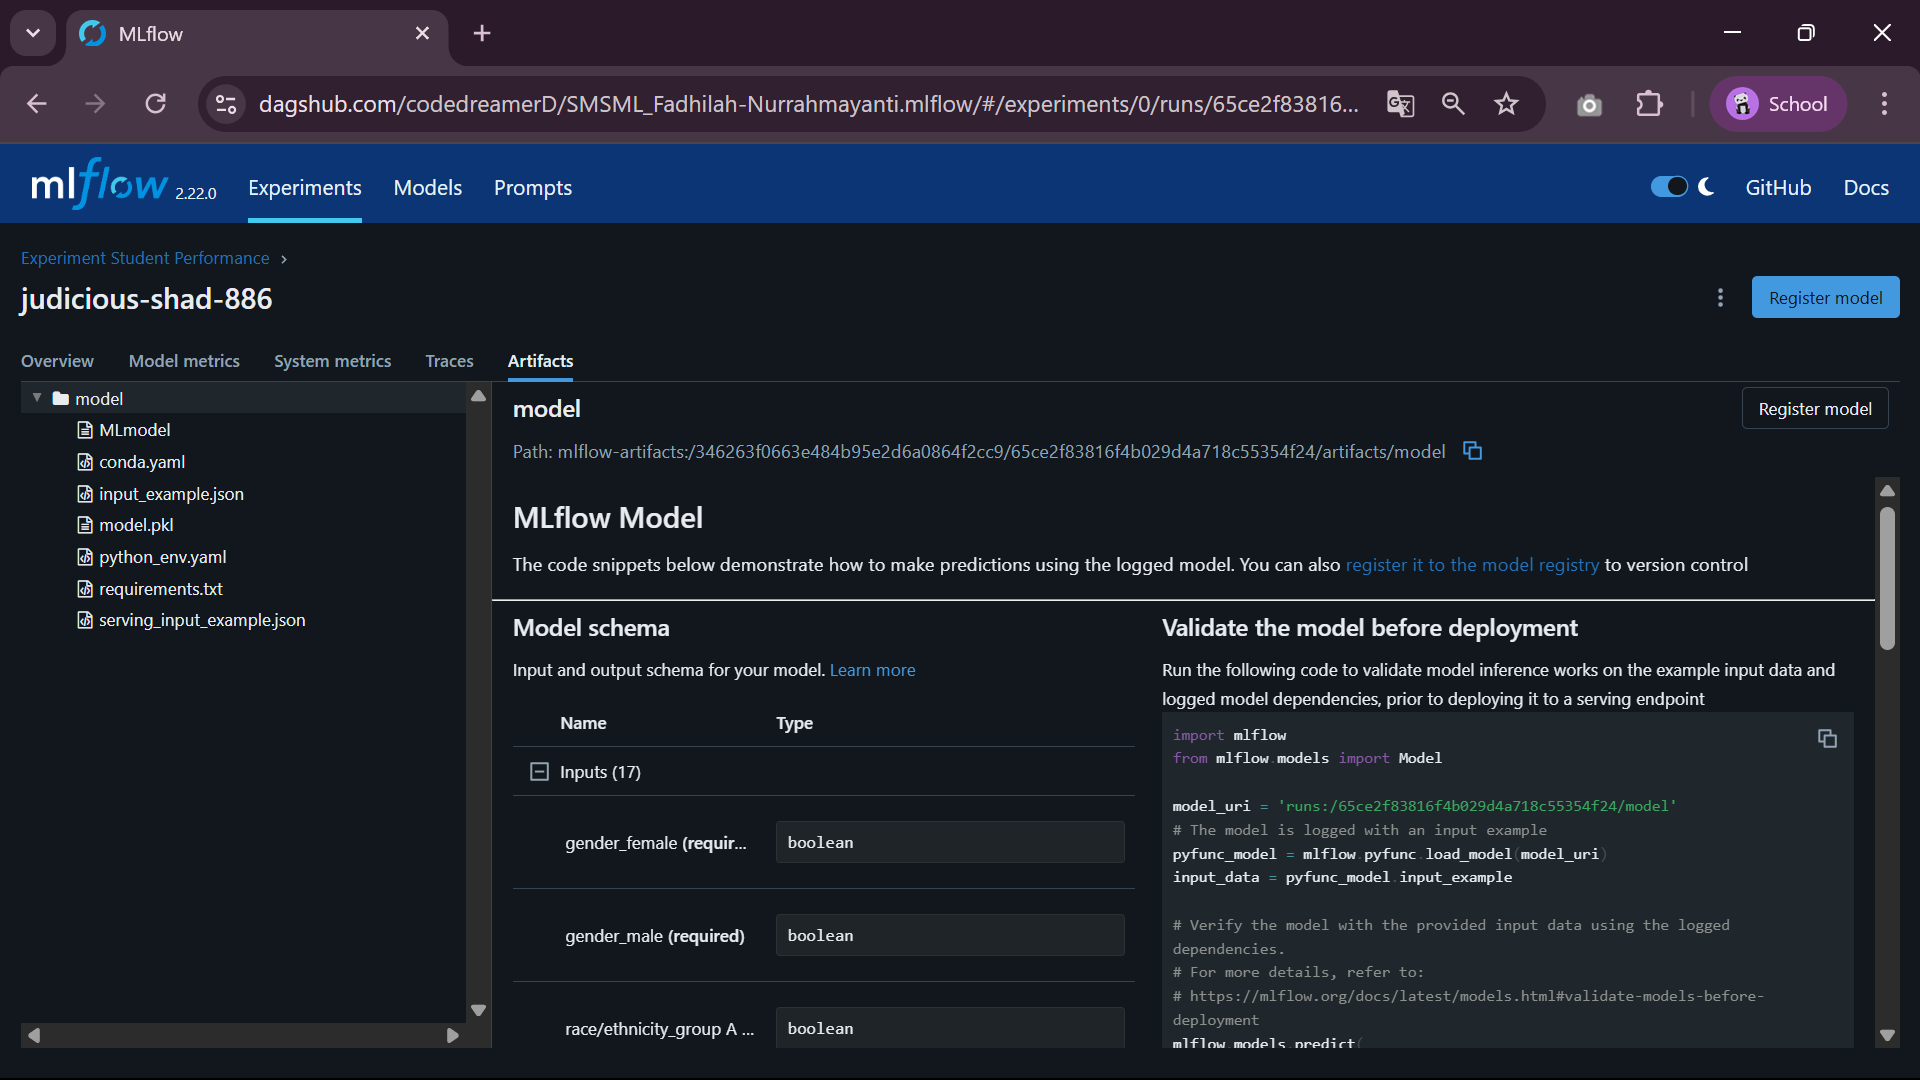 MLflow
dagshub.com/codedreamerD/SMSML_Fadhilah-Nurrahmayanti.mlflow/#/experiments/0/runs/65ce2f83816...
School
mlflow 2.22.0
Experiments
Models
Prompts
GitHub
Docs
Experiment Student Performance
judicious-shad-886
Register model
Overview
Model metrics
System metrics
Traces
Artifacts
model
MLmodel
conda.yaml
input_example.json
model.pkl
python_env.yaml
requirements.txt
serving_input_example.json
model
Register model
Path: mlflow-artifacts:/346263f0663e484b95e2d6a0864f2cc9/65ce2f83816f4b029d4a718c55354f24/artifacts/model
MLflow Model
The code snippets below demonstrate how to make predictions using the logged model. You can also register it to the model registry to version control
Model schema
Input and output schema for your model. Learn more
Name Type
Inputs (17)
gender_female (requir... boolean
gender_male (required) boolean
race/ethnicity_group A ... boolean
Validate the model before deployment
Run the following code to validate model inference works on the example input data and
logged model dependencies, prior to deploying it to a serving endpoint
import mlflow
from mlflow.models import Model
model_uri = 'runs:/65ce2f83816f4b029d4a718c55354f24/model'
# The model is logged with an input example
pyfunc_model = mlflow.pyfunc.load_model(model_uri)
input_data = pyfunc_model.input_example
# Verify the model with the provided input data using the logged
dependencies.
# For more details, refer to:
# https://mlflow.org/docs/latest/models.html#validate-models-before-
deployment
mlflow.models.predict(